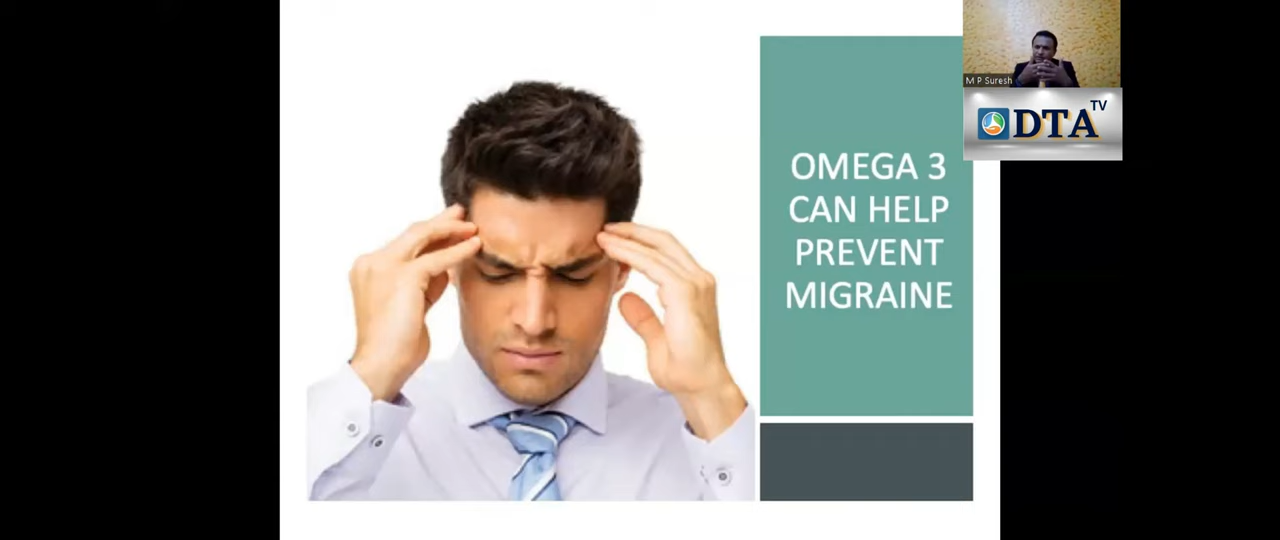 OMEGA 3
CAN HELP
PREVENT
MIGRAINE
M P Suresh
DTA TV